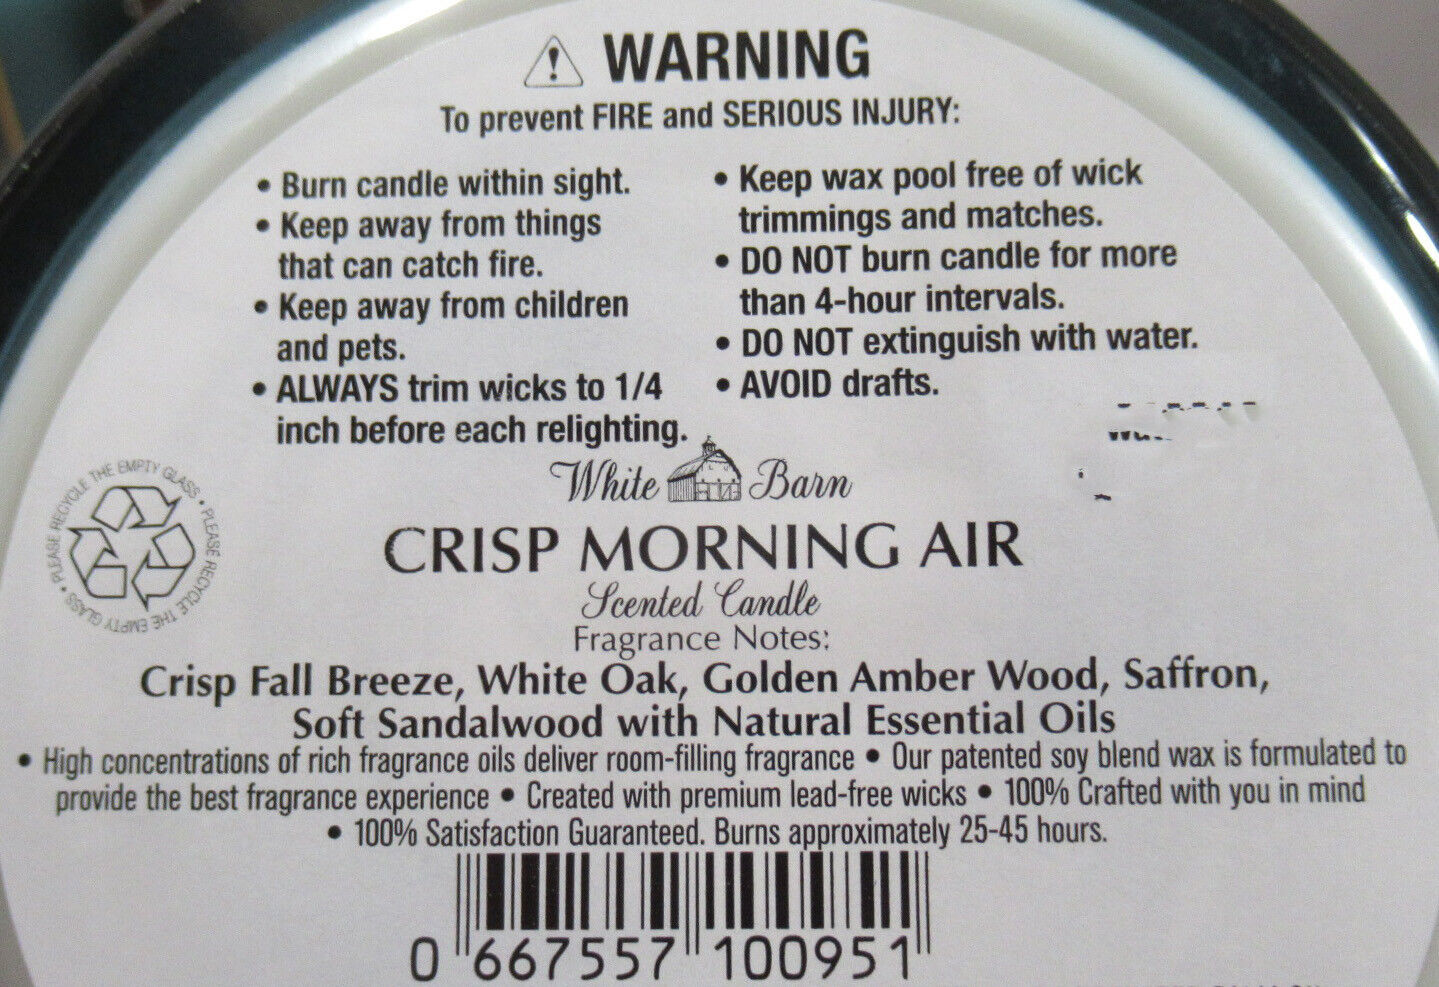 WARNING
To prevent FIRE and SERIOUS INJURY:
• Burn candle within sight.
• Keep away from things
that can catch fire.
• Keep away from children
and pets.
• ALWAYS trim wicks to 1/4
inch before each relighting.
• Keep wax pool free of wick
trimmings and matches.
• DO NOT burn candle for more
than 4-hour intervals.
• DO NOT extinguish with water.
• AVOID drafts.
PLEASE RECYCLE THE EMPTY GLASS • PLEASE RECYCLE THE EMPTY GLASS •
White Barn
CRISP MORNING AIR
Scented Candle
Fragrance Notes:
Crisp Fall Breeze, White Oak, Golden Amber Wood, Saffron,
Soft Sandalwood with Natural Essential Oils
• High concentrations of rich fragrance oils deliver room-filling fragrance • Our patented soy blend wax is formulated to
provide the best fragrance experience • Created with premium lead-free wicks • 100% Crafted with you in mind
• 100% Satisfaction Guaranteed. Burns approximately 25-45 hours.
0 667557 100951